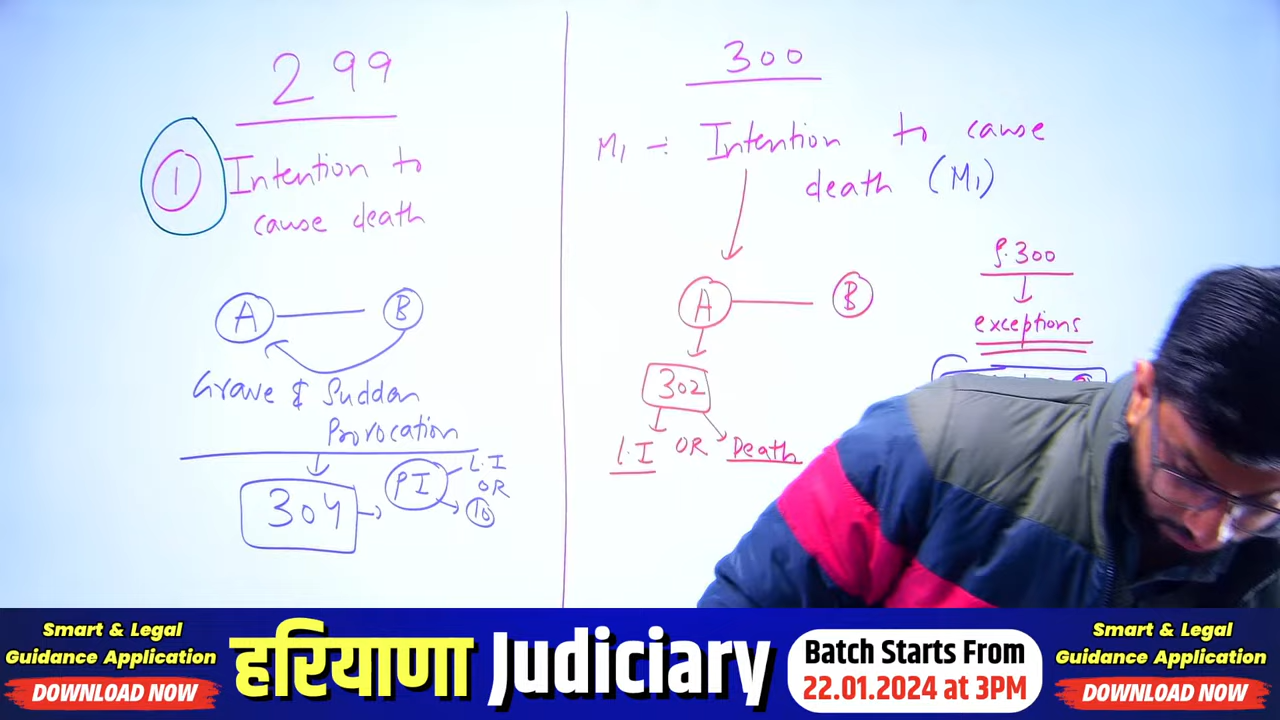 299
① Intention to
cause death
A B
Grave & Sudden
Provocation
304
PI
L.I
OR
10
300
M₁ ÷ Intention to cause
death (M₁)
A B
302
L.I OR Death
S.300
exceptions
Smart & Legal
Guidance Application
DOWNLOAD NOW
हरियाणा Judiciary
Batch Starts From
22.01.2024 at 3PM
Smart & Legal
Guidance Application
DOWNLOAD NOW